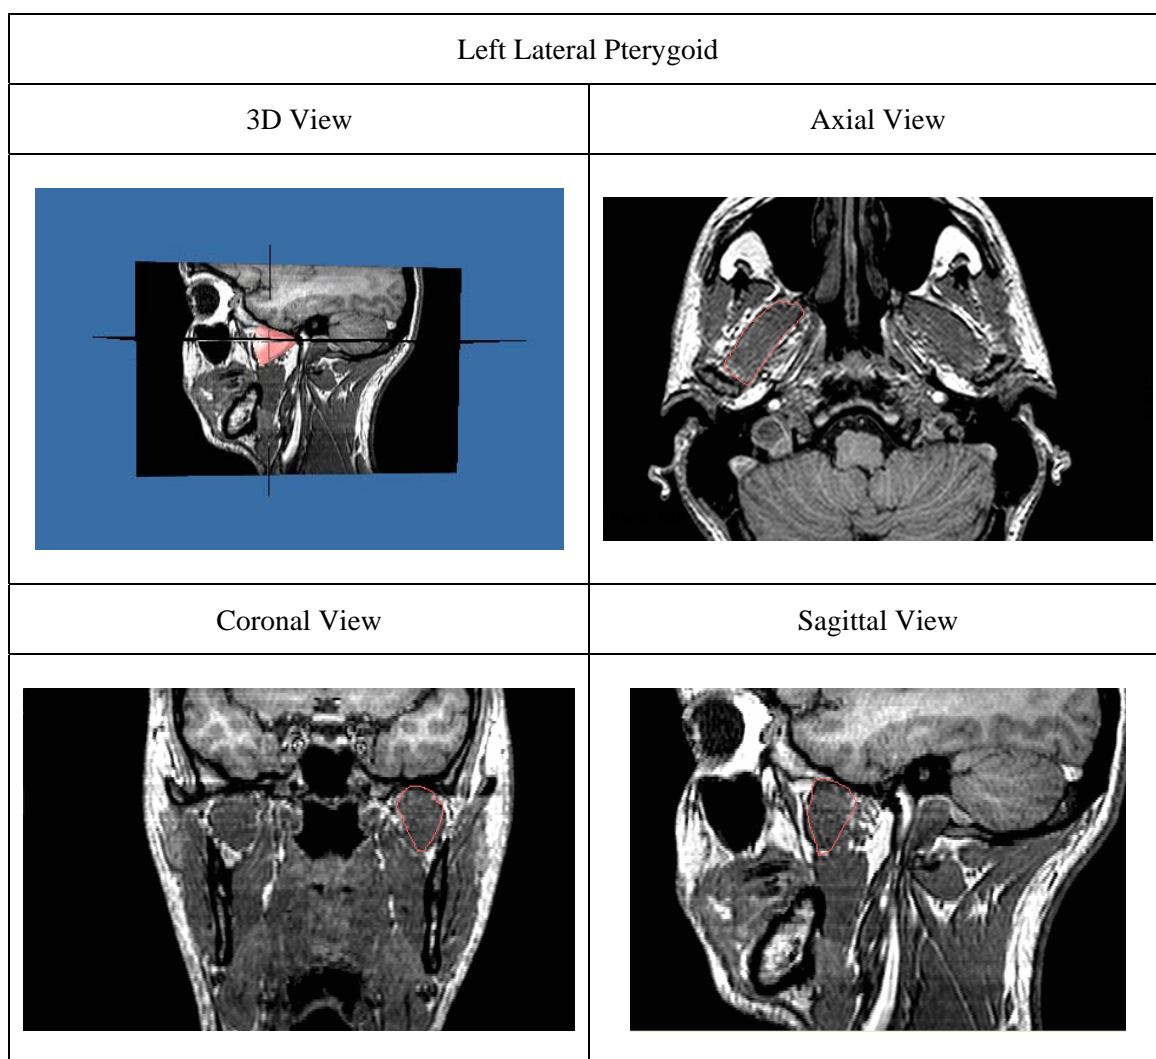 Left Lateral Pterygoid
3D View
Axial View
Coronal View
Sagittal View